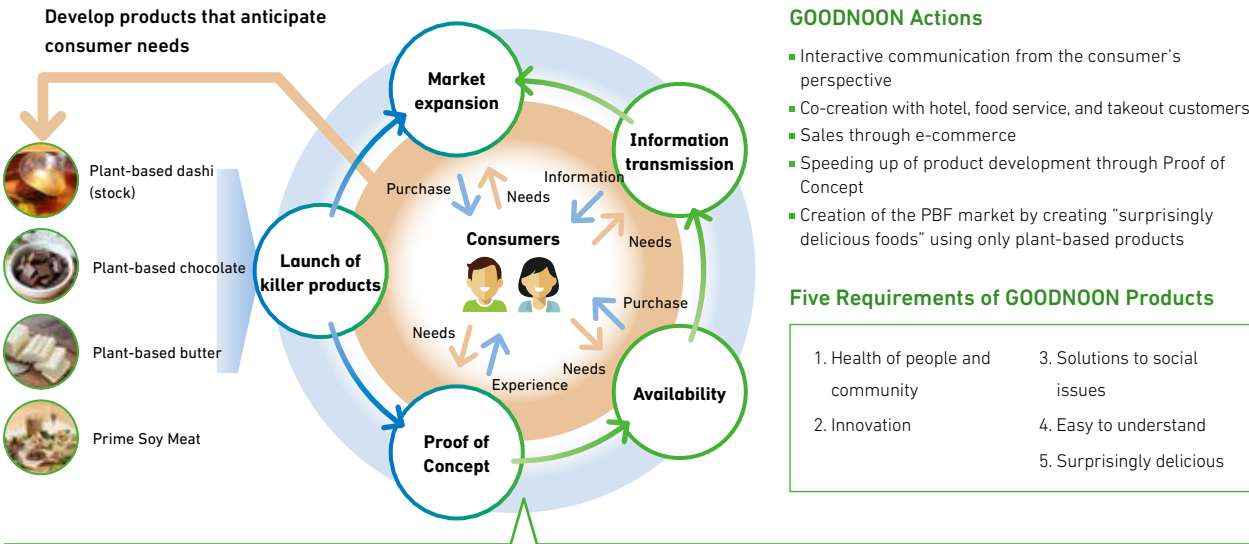 Develop products that anticipate
consumer needs
Plant-based dashi
(stock)
Plant-based chocolate
Plant-based butter
Prime Soy Meat
Launch of
killer products
Market
expansion
Information
transmission
Availability
Proof of
Concept
Purchase
Needs
Information
Needs
Consumers
Purchase
Needs
Needs
Experience
GOODNOON Actions
Interactive communication from the consumer's
perspective
Co-creation with hotel, food service, and takeout customers
Sales through e-commerce
Speeding up of product development through Proof of
Concept
Creation of the PBF market by creating “surprisingly
delicious foods” using only plant-based products
Five Requirements of GOODNOON Products
1. Health of people and
community
2. Innovation
3. Solutions to social
issues
4. Easy to understand
5. Surprisingly delicious